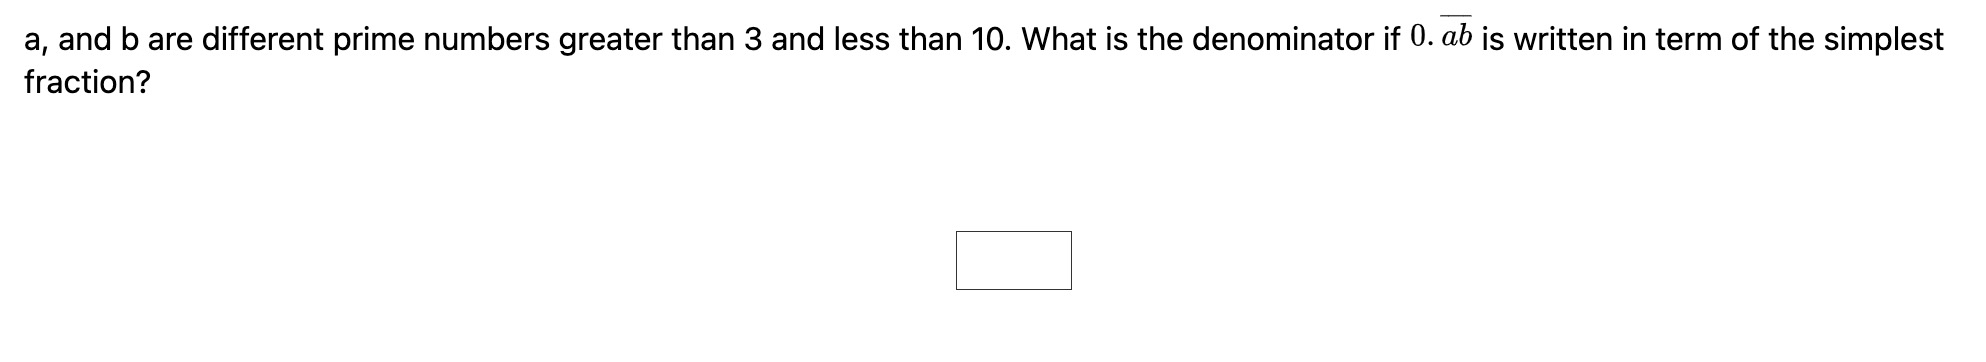 a, and b are different prime numbers greater than 3 and less than 10. What is the denominator if $0.\overline{ab}$ is written in term of the simplest
fraction?